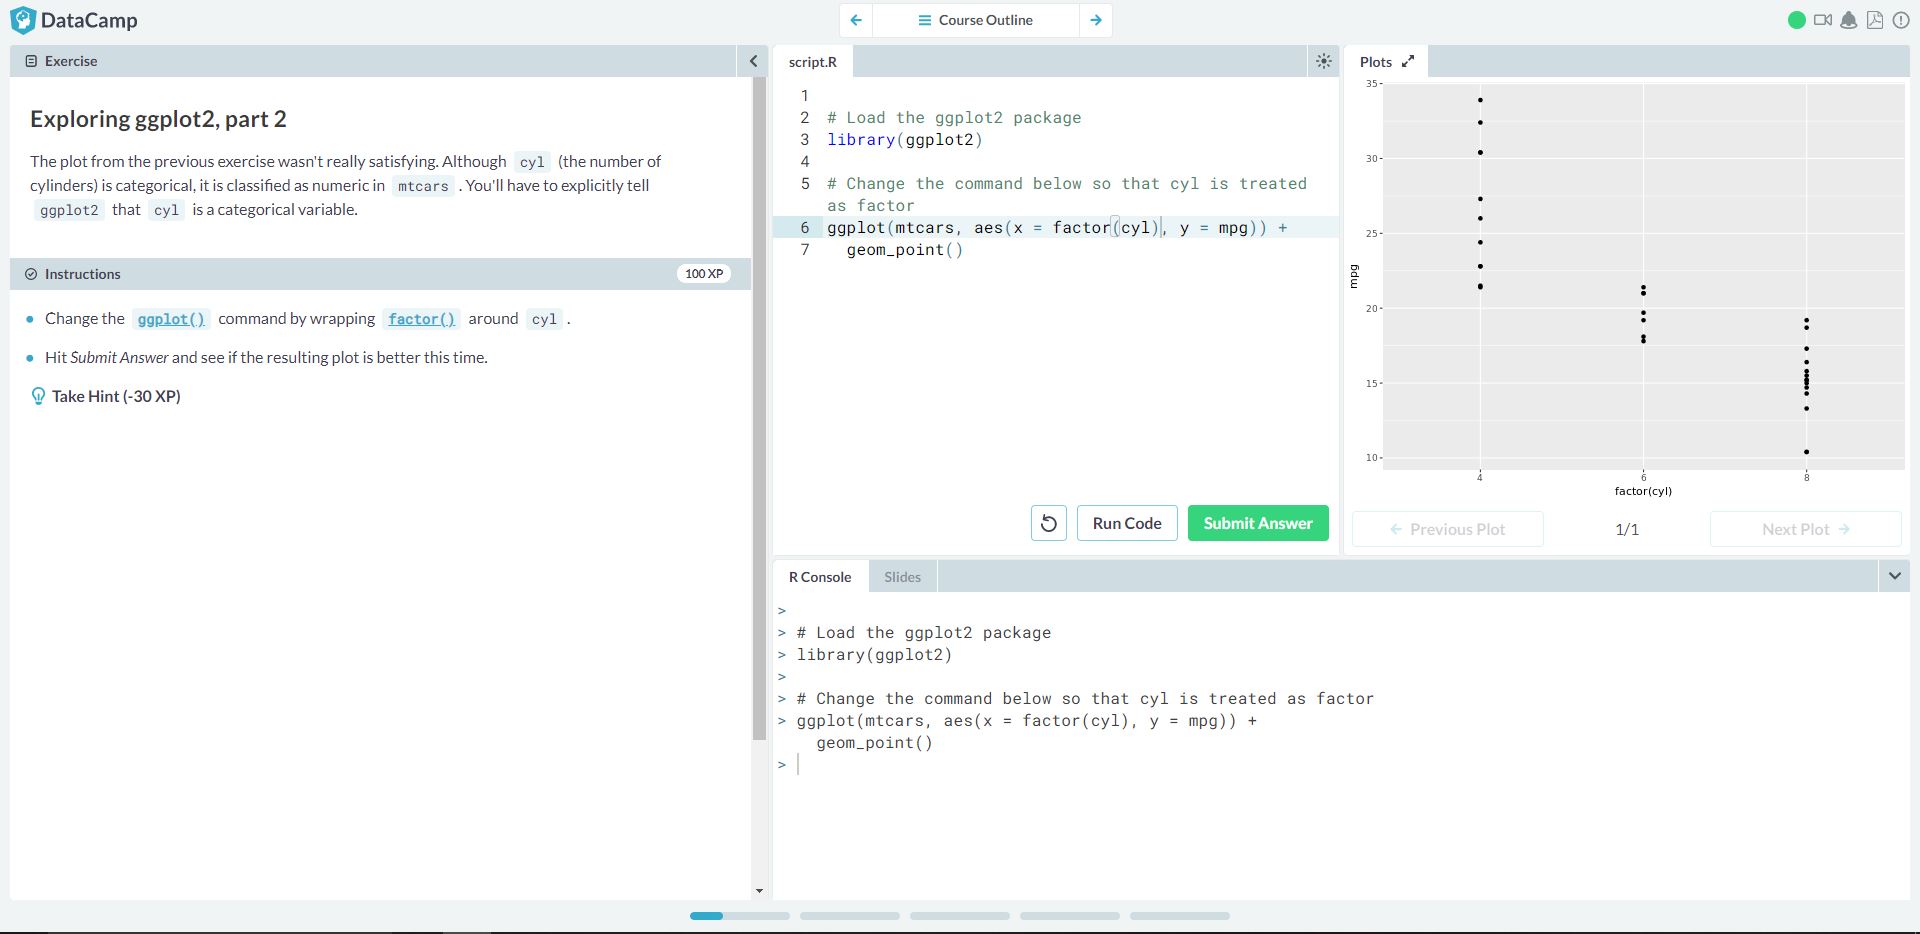 DataCamp
Course Outline
Exercise
Exploring ggplot2, part 2
The plot from the previous exercise wasn't really satisfying. Although cyl (the number of
cylinders) is categorical, it is classified as numeric in mtcars . You'll have to explicitly tell
ggplot2 that cyl is a categorical variable.
Instructions
100 XP
Change the ggplot() command by wrapping factor() around cyl .
Hit Submit Answer and see if the resulting plot is better this time.
Take Hint (-30 XP)
script.R
1
2 # Load the ggplot2 package
3 library(ggplot2)
4
5 # Change the command below so that cyl is treated
as factor
6 ggplot(mtcars, aes(x = factor(cyl), y = mpg)) +
7 geom_point()
Run Code
Submit Answer
Plots
35
30
25
20
15
10
mpg
4 6 8
factor(cyl)
Previous Plot
1/1
Next Plot
R Console
Slides
>
> # Load the ggplot2 package
> library(ggplot2)
>
> # Change the command below so that cyl is treated as factor
> ggplot(mtcars, aes(x = factor(cyl), y = mpg)) +
geom_point()
>